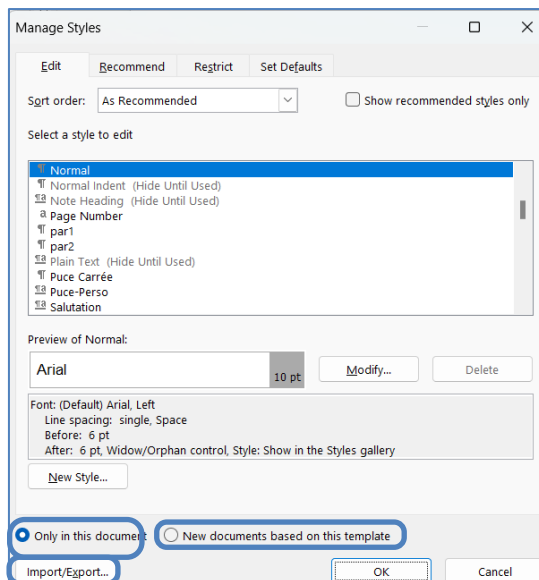 Manage Styles
Edit Recommend Restrict Set Defaults
Sort order: As Recommended Show recommended styles only
Select a style to edit
¶ Normal
¶ Normal Indent (Hide Until Used)
¶a Note Heading (Hide Until Used)
a Page Number
¶ par1
¶ par2
¶a Plain Text (Hide Until Used)
¶ Puce Carrée
¶a Puce-Perso
¶a Salutation
Preview of Normal:
Arial 10 pt Modify... Delete
Font: (Default) Arial, Left
Line spacing: single, Space
Before: 6 pt
After: 6 pt, Widow/Orphan control, Style: Show in the Styles gallery
New Style...
Only in this document New documents based on this template
Import/Export... OK Cancel